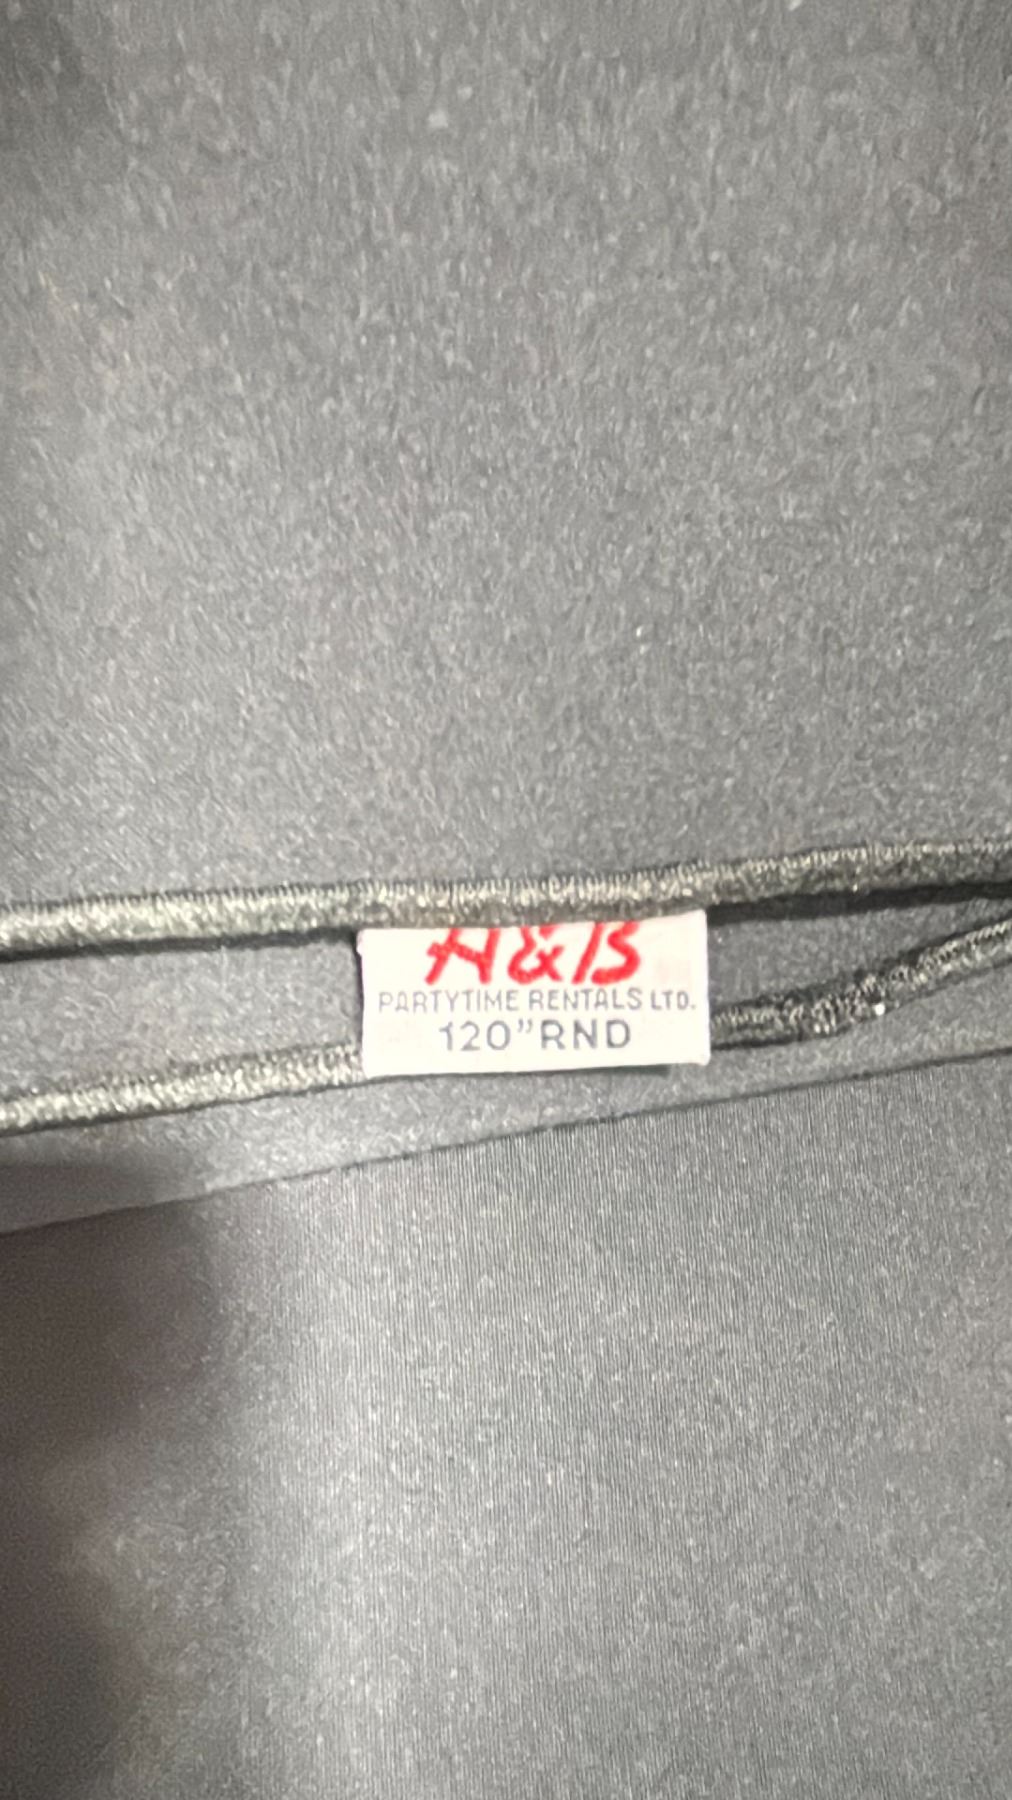 A&B
PARTYTIME RENTALS LTD.
120" RND